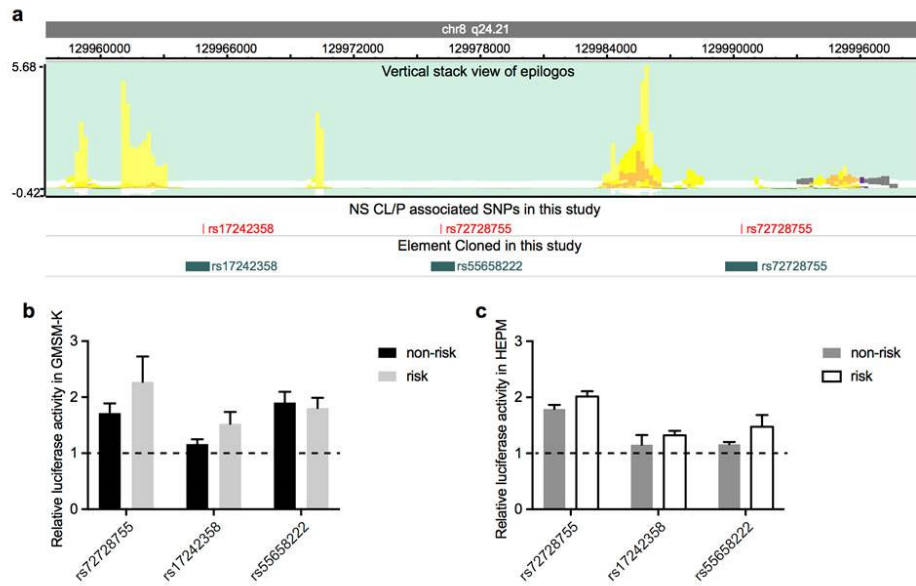 a
chr8 q24.21
129960000 129966000 129972000 129978000 129984000 129990000 129996000
5.68
Vertical stack view of epilogos
-0.42
NS CL/P associated SNPs in this study
rs17242358 rs72728755 rs72728755
Element Cloned in this study
rs17242358 rs55658222 rs72728755
b
Relative luciferase activity in GMSM-K
3
2
1
0
non-risk
risk
rs72728755
rs17242358
rs55658222
c
Relative luciferase activity in HEPM
3
2
1
0
non-risk
risk
rs72728755
rs17242358
rs55658222